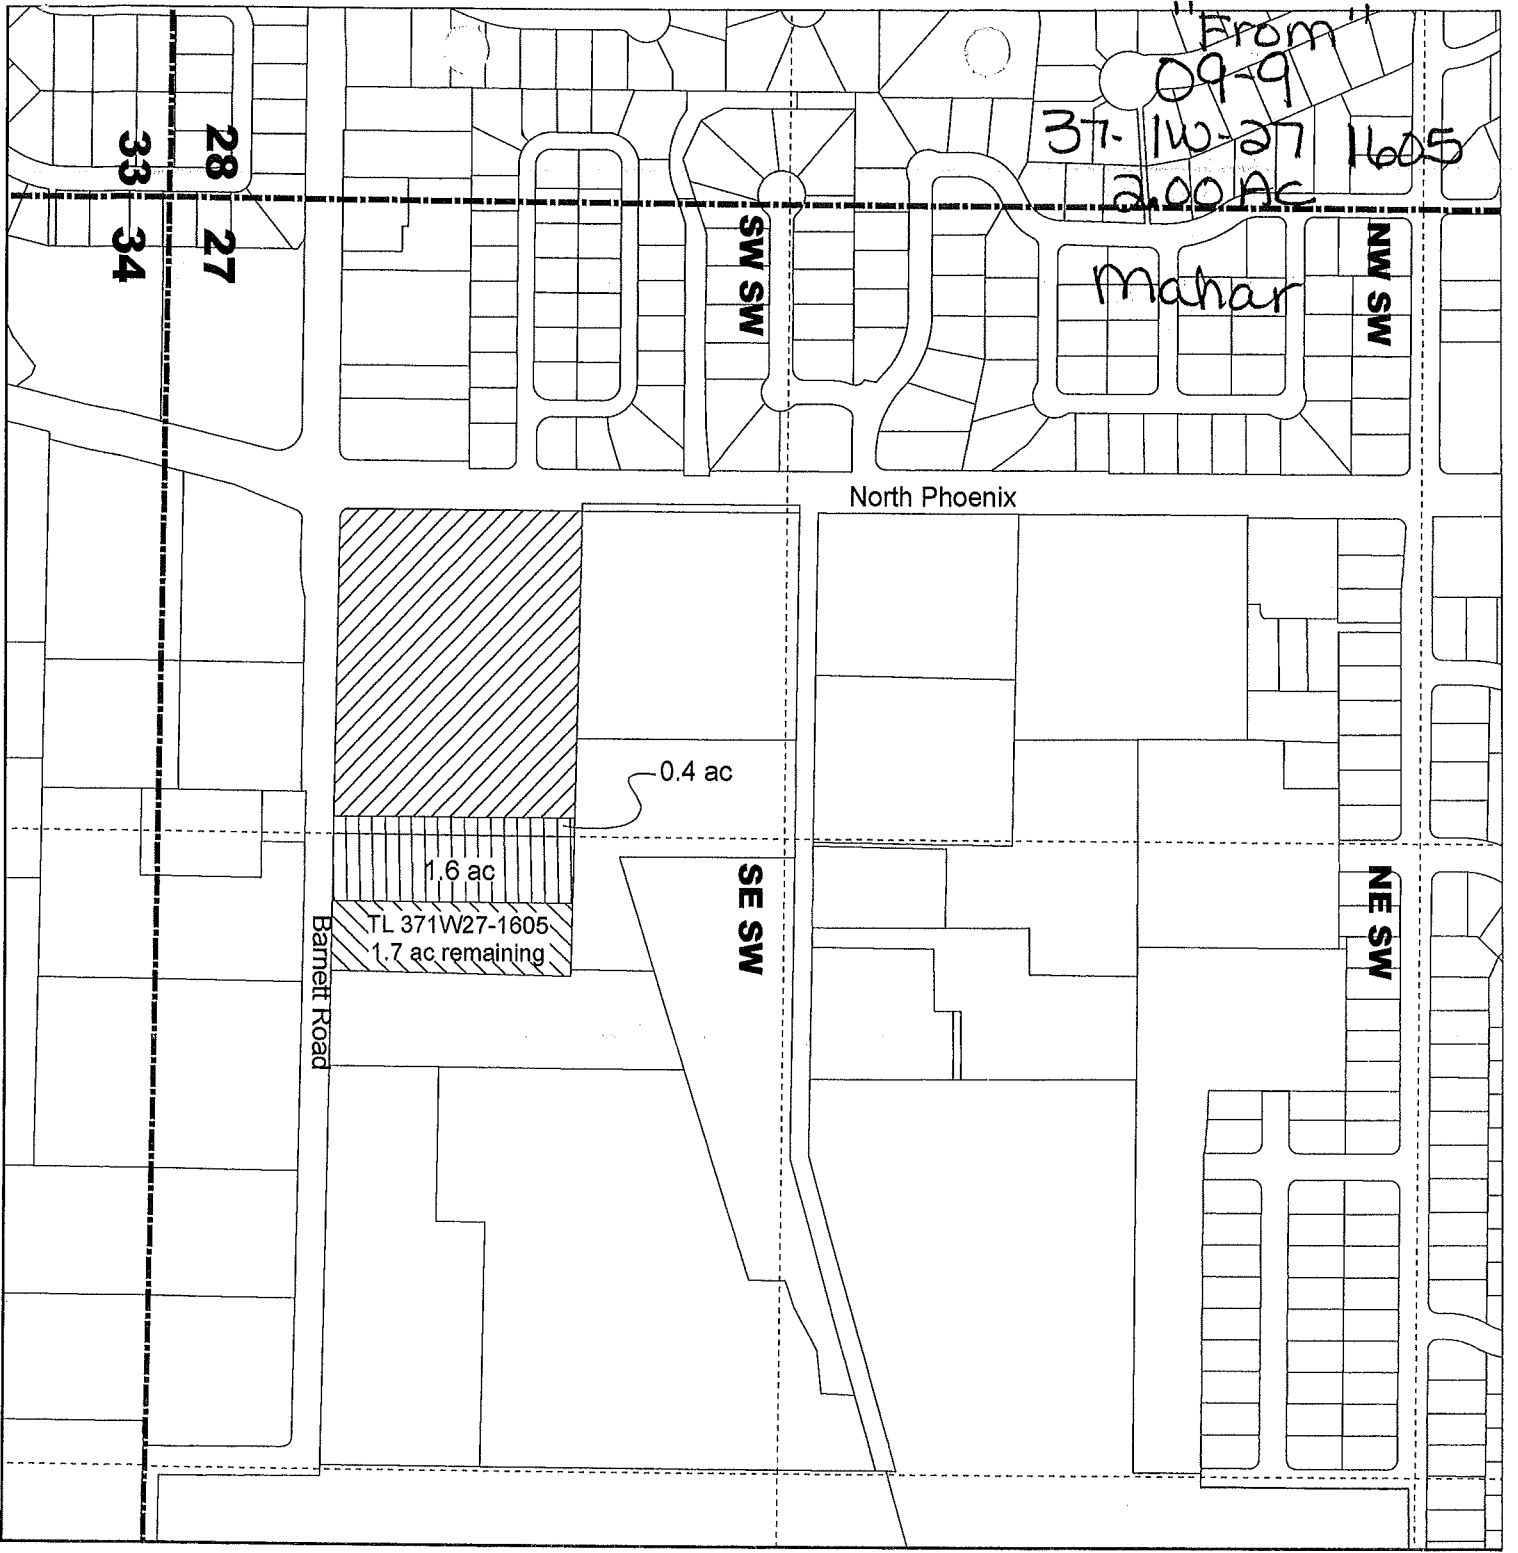 "From"
09-9
37-1W-27 1605
2.00 AC
Mahar
28
33
27
34
SW SW
NW SW
North Phoenix
0.4 ac
1.6 ac
TL 371W27-1605
1.7 ac remaining
Barnett Road
SE SW
NE SW